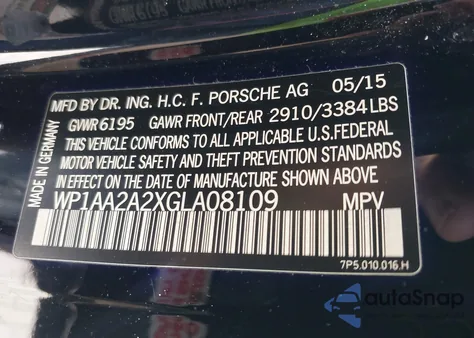 MFD BY DR. ING. H.C. F. PORSCHE AG 05/15
GVWR 6195 GAWR FRONT/REAR 2910/3384 LBS
THIS VEHICLE CONFORMS TO ALL APPLICABLE U.S.FEDERAL
MOTOR VEHICLE SAFETY AND THEFT PREVENTION STANDARDS
IN EFFECT ON THE DATE OF MANUFACTURE SHOWN ABOVE
WP1AA2A2XGLA08109 MPV
7P5.010.016.H
MADE IN GERMANY
autoSnap